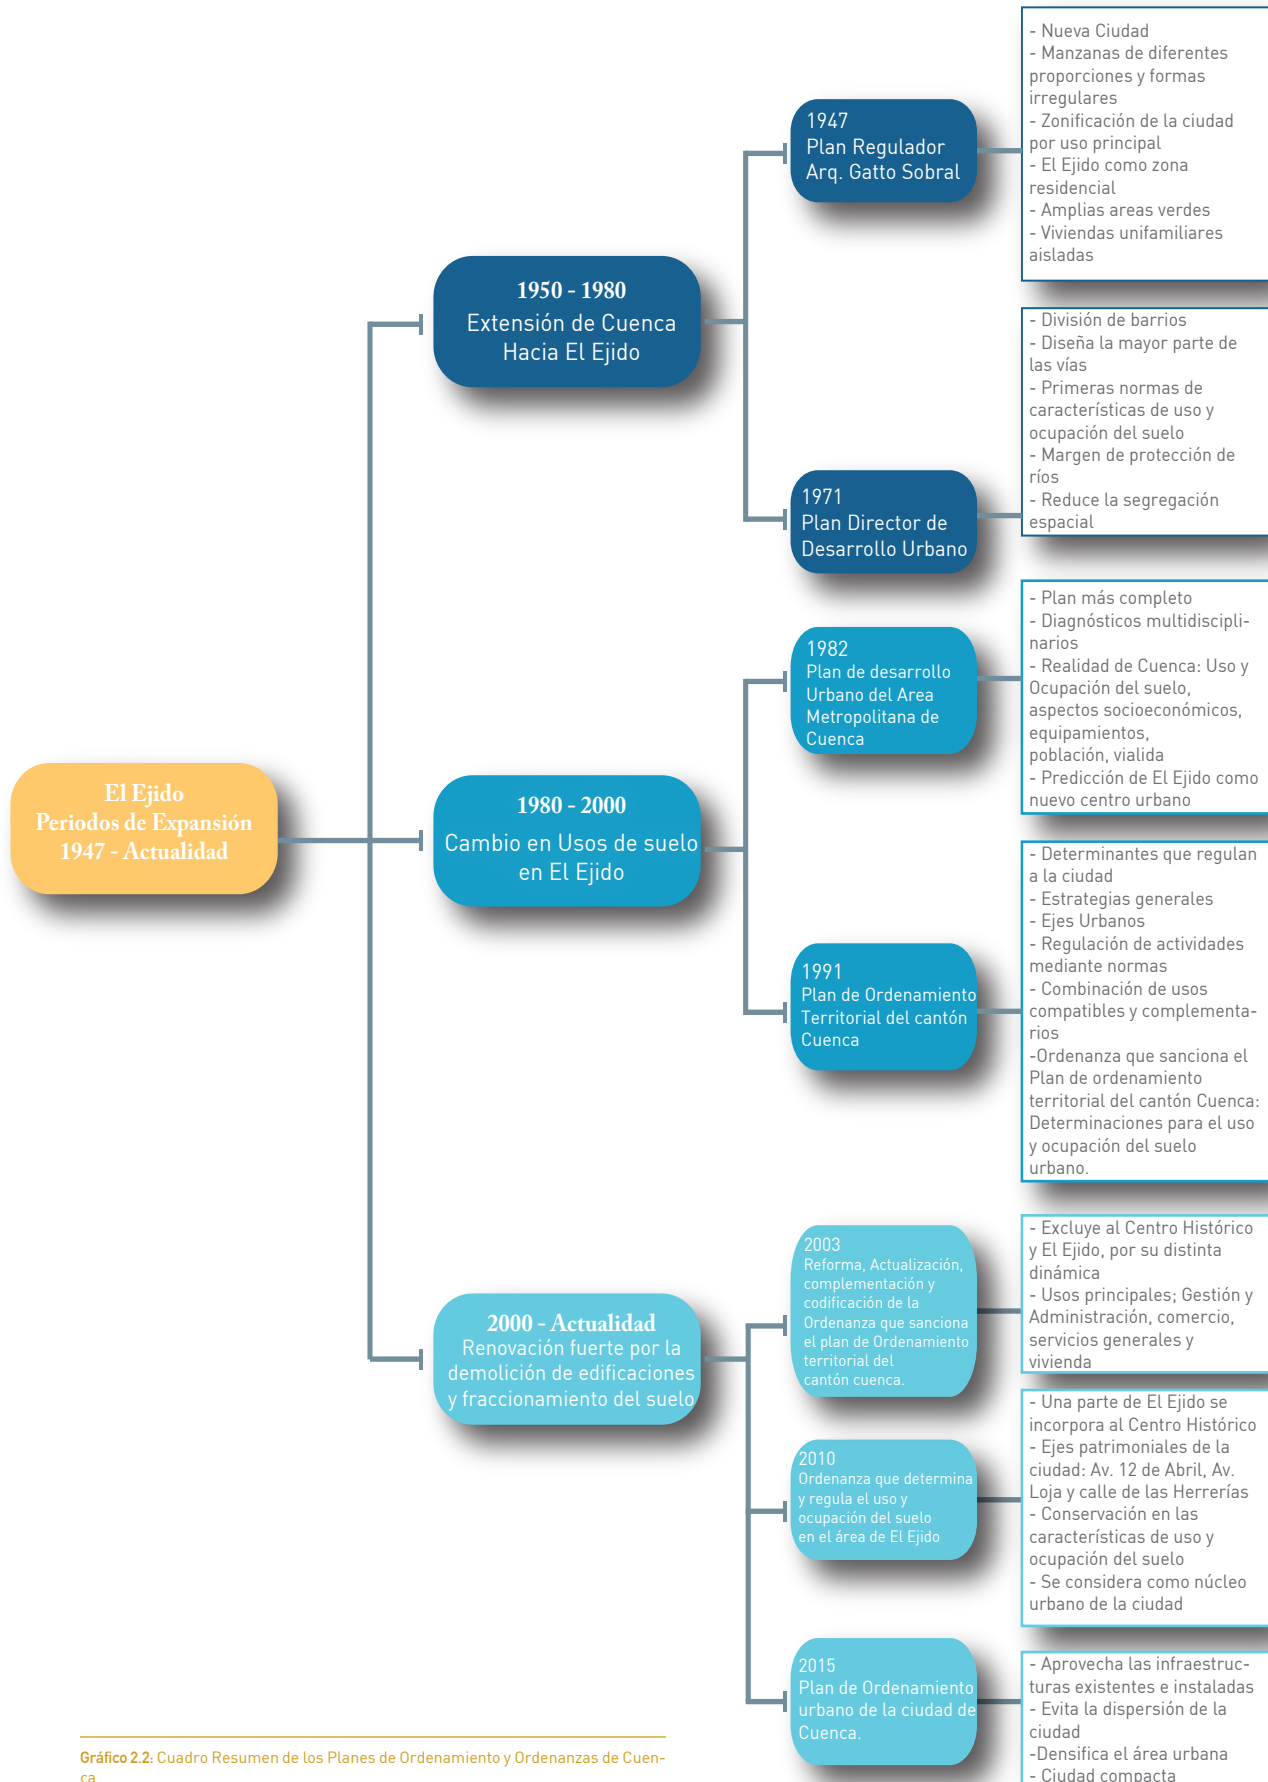 El Ejido
Periodos de Expansión
1947 - Actualidad
1950 - 1980
Extensión de Cuenca
Hacia El Ejido
1947
Plan Regulador
Arq. Gatto Sobral
- Nueva Ciudad
- Manzanas de diferentes
proporciones y formas
irregulares
- Zonificación de la ciudad
por uso principal
- El Ejido como zona
residencial
- Amplias areas verdes
- Viviendas unifamiliares
aisladas
1971
Plan Director de
Desarrollo Urbano
- División de barrios
- Diseña la mayor parte de
las vías
- Primeras normas de
características de uso y
ocupación del suelo
- Margen de protección de
ríos
- Reduce la segregación
espacial
1980 - 2000
Cambio en Usos de suelo
en El Ejido
1982
Plan de desarrollo
Urbano del Area
Metropolitana de
Cuenca
- Plan más completo
- Diagnósticos multidiscipli-
narios
- Realidad de Cuenca: Uso y
Ocupación del suelo,
aspectos socioeconómicos,
equipamientos,
población, vialida
- Predicción de El Ejido como
nuevo centro urbano
1991
Plan de Ordenamiento
Territorial del cantón
Cuenca
- Determinantes que regulan
a la ciudad
- Estrategias generales
- Ejes Urbanos
- Regulación de actividades
mediante normas
- Combinación de usos
compatibles y complementa-
rios
-Ordenanza que sanciona el
Plan de ordenamiento
territorial del cantón Cuenca:
Determinaciones para el uso
y ocupación del suelo
urbano.
2000 - Actualidad
Renovación fuerte por la
demolición de edificaciones
y fraccionamiento del suelo
2003
Reforma, Actualización,
complementación y
codificación de la
Ordenanza que sanciona
el plan de Ordenamiento
territorial del
cantón cuenca.
- Excluye al Centro Histórico
y El Ejido, por su distinta
dinámica
- Usos principales; Gestión y
Administración, comercio,
servicios generales y
vivienda
2010
Ordenanza que determina
y regula el uso y
ocupación del suelo
en el área de El Ejido
- Una parte de El Ejido se
incorpora al Centro Histórico
- Ejes patrimoniales de la
ciudad: Av. 12 de Abril, Av.
Loja y calle de las Herrerías
- Conservación en las
características de uso y
ocupación del suelo
- Se considera como núcleo
urbano de la ciudad
2015
Plan de Ordenamiento
urbano de la ciudad de
Cuenca.
- Aprovecha las infraestruc-
turas existentes e instaladas
- Evita la dispersión de la
ciudad
-Densifica el área urbana
- Ciudad compacta
Gráfico 2.2: Cuadro Resumen de los Planes de Ordenamiento y Ordenanzas de Cuen-
ca